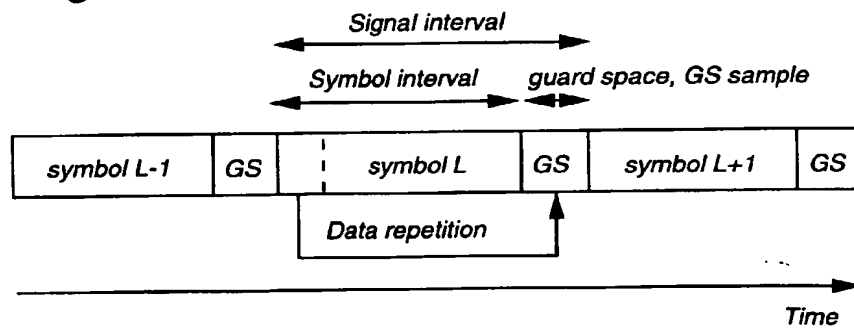 Signal interval
Symbol interval guard space, GS sample
symbol L-1 GS symbol L GS symbol L+1 GS
Data repetition
Time